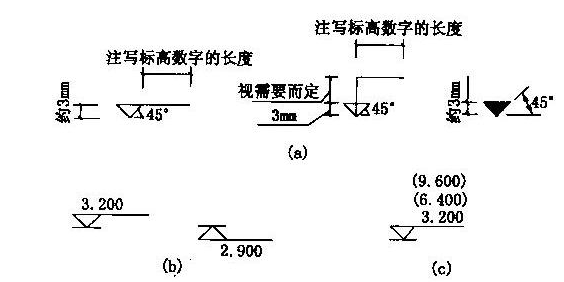 注写标高数字的长度
注写标高数字的长度
约3mm
45°
视需要而定
3mm
45°
约3mm
45°
(a)
3.200
2.900
(b)
(9.600)
(6.400)
3.200
(c)